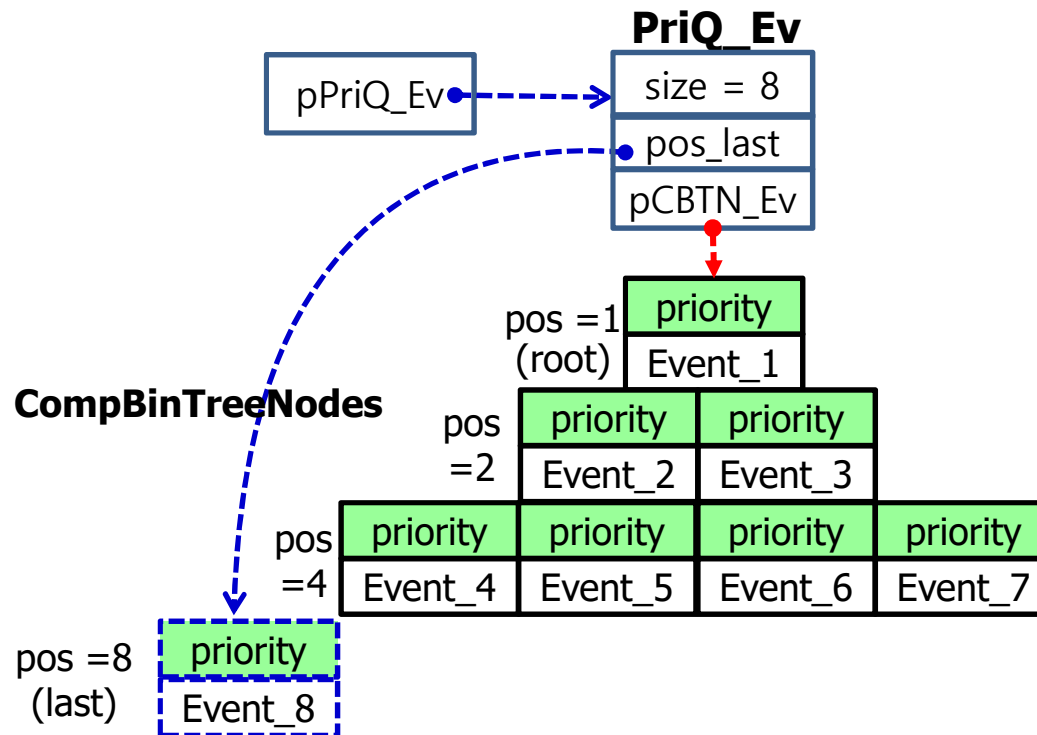 PriQ_Ev
pPriQ_Ev
size = 8
pos_last
pCBTN_Ev
pos =1
(root)
priority
Event_1
CompBinTreeNodes
pos
=2
priority priority
Event_2 Event_3
pos
=4
priority priority priority priority
Event_4 Event_5 Event_6 Event_7
pos =8
(last)
priority
Event_8